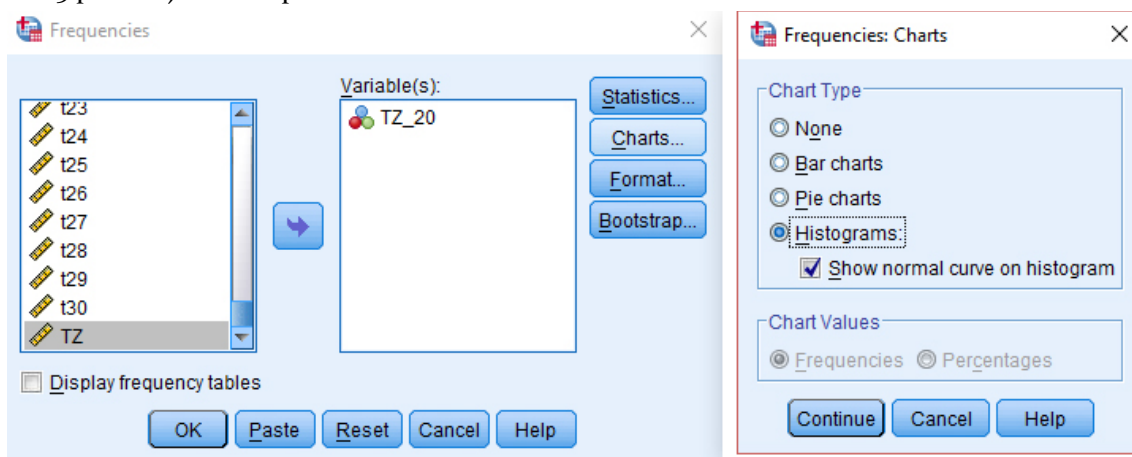 Frequencies
t23
t24
t25
t26
t27
t28
t29
t30
TZ
Variable(s):
TZ_20
Statistics...
Charts...
Format...
Bootstrap...
Display frequency tables
OK Paste Reset Cancel Help
Frequencies: Charts
Chart Type
None
Bar charts
Pie charts
Histograms:
Show normal curve on histogram
Chart Values
Frequencies Percentages
Continue Cancel Help